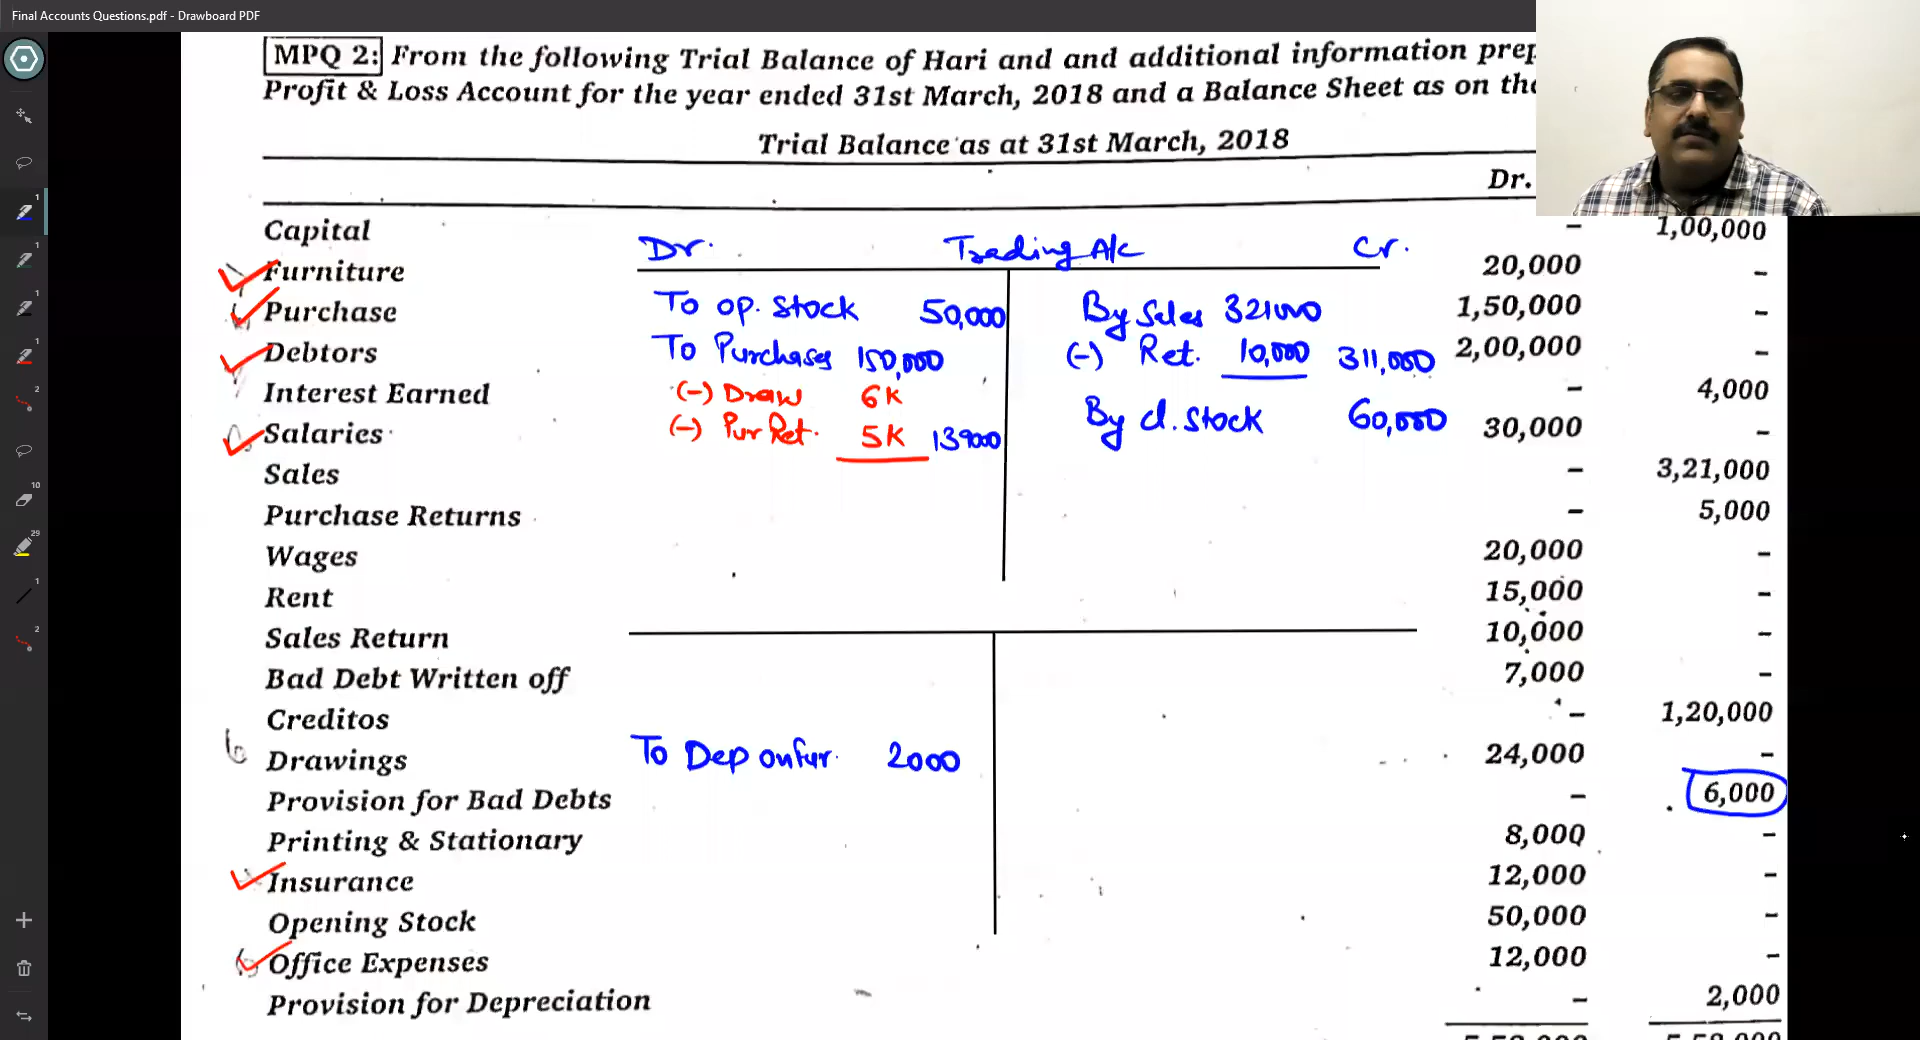 Final Accounts Questions.pdf - Drawboard PDF
MPQ 2: From the following Trial Balance of Hari and and additional information prep
Profit & Loss Account for the year ended 31st March, 2018 and a Balance Sheet as on tha
Trial Balance as at 31st March, 2018
Dr.
Capital - 1,00,000
Furniture 20,000 -
Purchase 1,50,000 -
Debtors 2,00,000 -
Interest Earned - 4,000
Salaries 30,000 -
Sales - 3,21,000
Purchase Returns - 5,000
Wages 20,000 -
Rent 15,000 -
Sales Return 10,000 -
Bad Debt Written off 7,000 -
Creditos - 1,20,000
Drawings 24,000 -
Provision for Bad Debts - 6,000
Printing & Stationary 8,000 -
Insurance 12,000 -
Opening Stock 50,000 -
Office Expenses 12,000 -
Provision for Depreciation - 2,000
Dr. Trading A/c Cr.
To op. Stock 50,000 By Sales 321000
To Purchases 150,000 (-) Ret. 10,000 311,000
(-) Draw 6K
(-) Pur Ret. 5K 139000
By cl. Stock 60,000
To Dep on fur. 2000